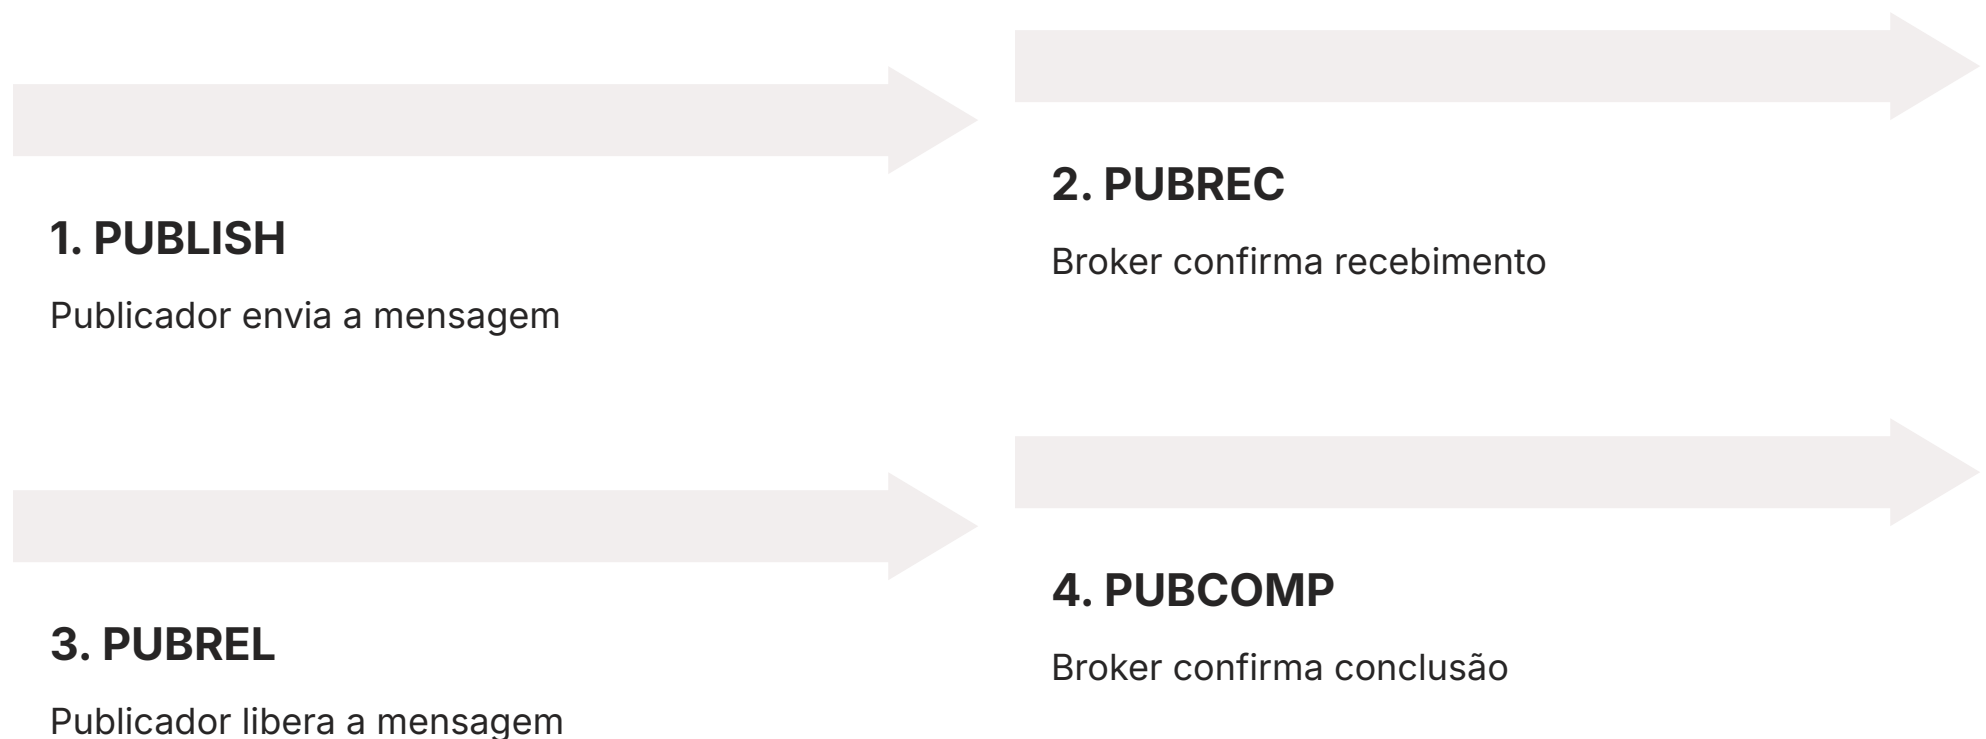 1. PUBLISH
Publicador envia a mensagem
2. PUBREC
Broker confirma recebimento
3. PUBREL
Publicador libera a mensagem
4. PUBCOMP
Broker confirma conclusão